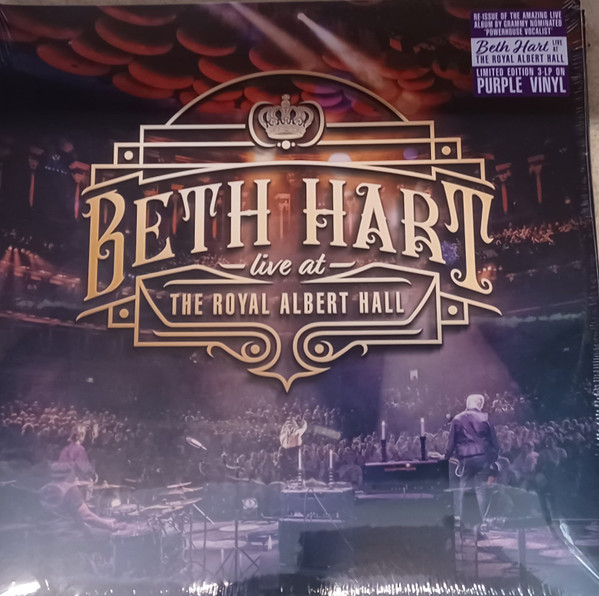 RE-ISSUE OF THE AMAZING LIVE
ALBUM BY GRAMMY NOMINATED
'POWERHOUSE VOCALIST'
Beth Hart LIVE AT
THE ROYAL ALBERT HALL
LIMITED EDITION 3-LP ON
PURPLE VINYL
BETH HART
live at
THE ROYAL ALBERT HALL